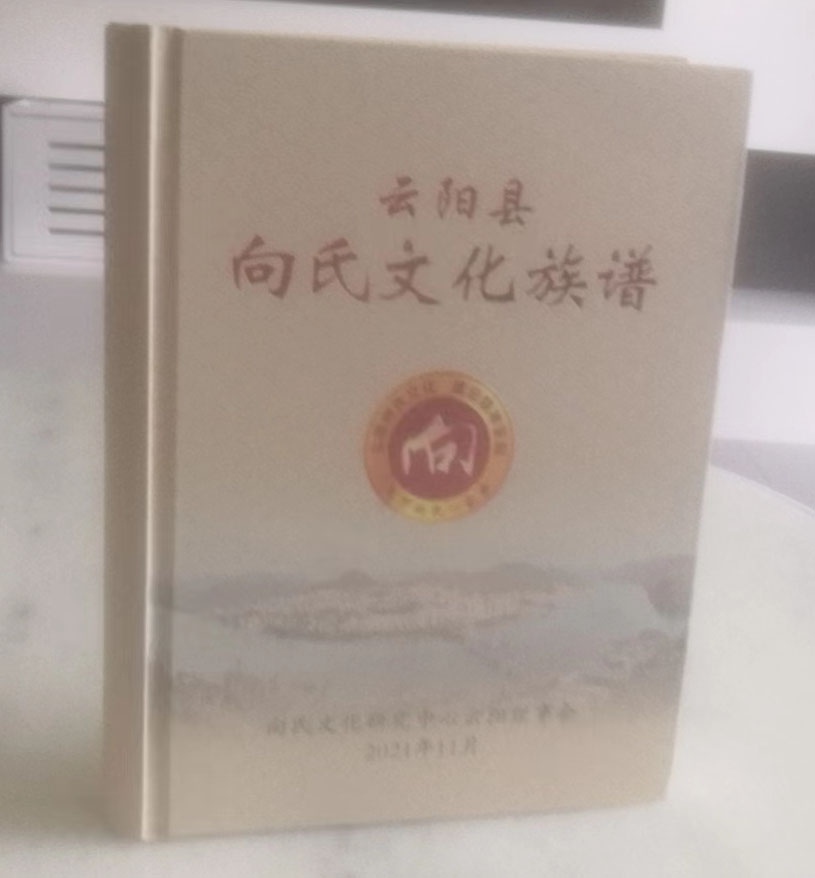 云阳县
向氏文化族谱
向
向氏文化研究中心云阳理事会
2021年11月